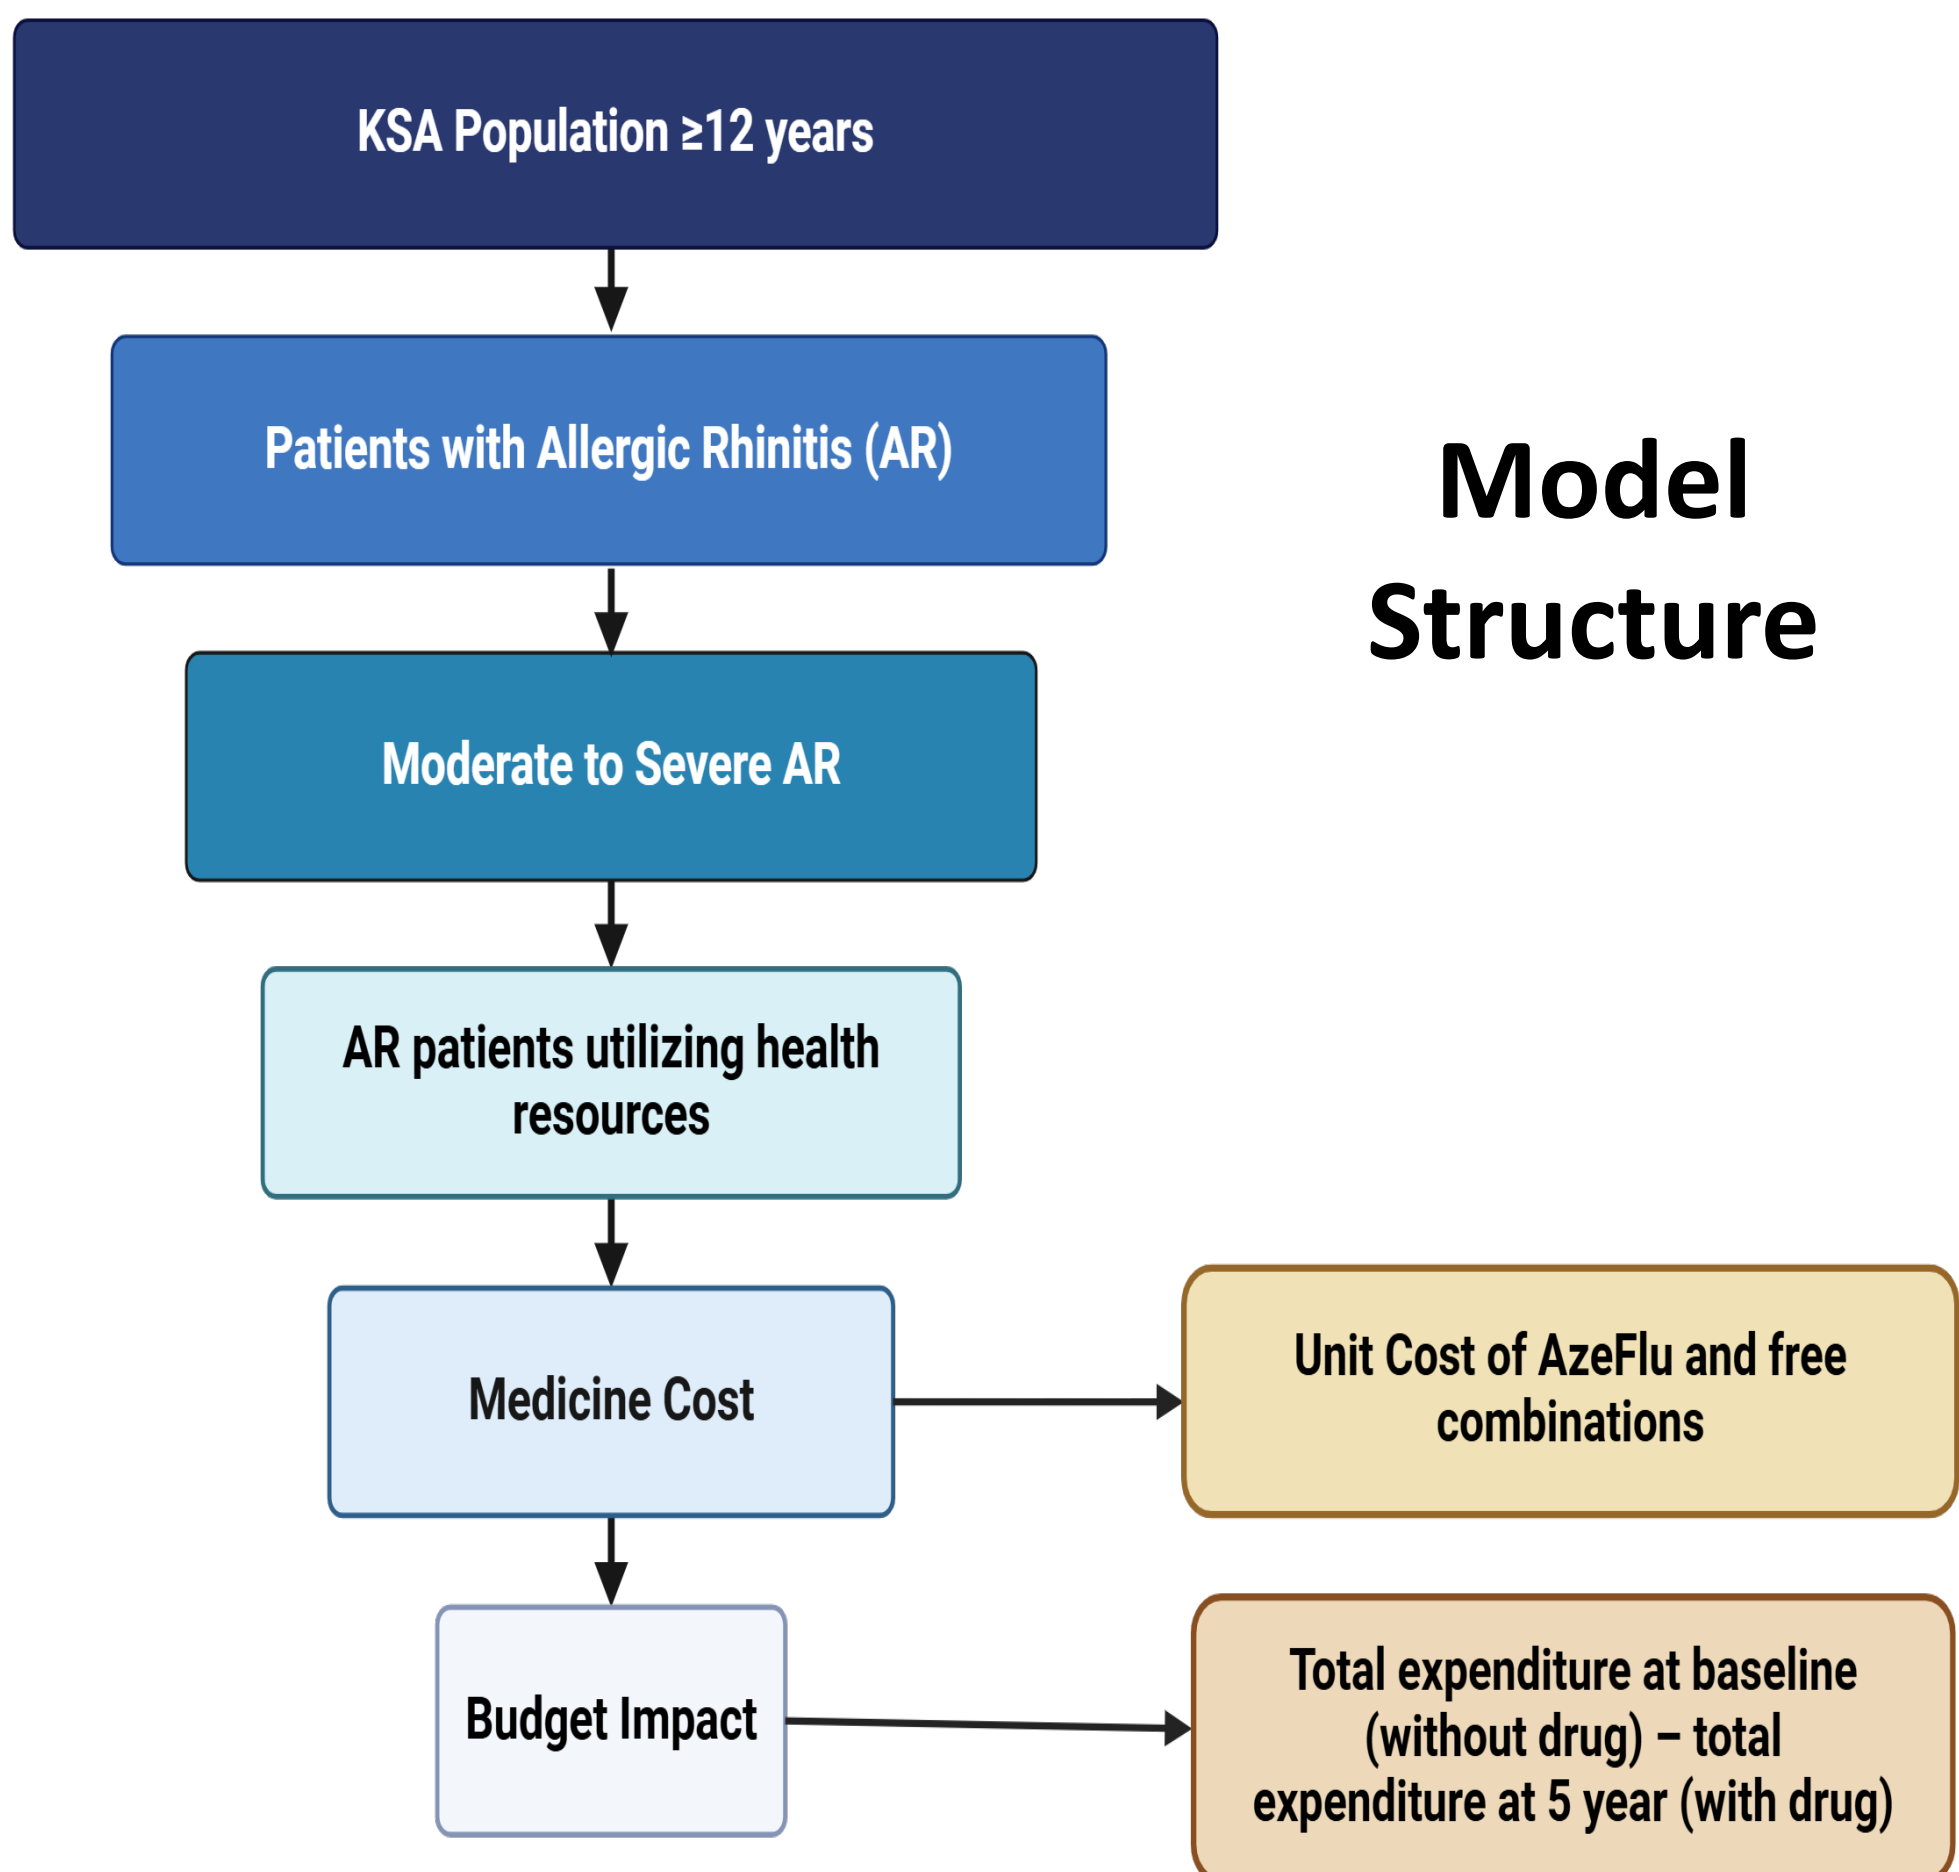 KSA Population ≥12 years
Patients with Allergic Rhinitis (AR)
Model
Structure
Moderate to Severe AR
AR patients utilizing health
resources
Medicine Cost
Unit Cost of AzeFlu and free
combinations
Budget Impact
Total expenditure at baseline
(without drug) – total
expenditure at 5 year (with drug)